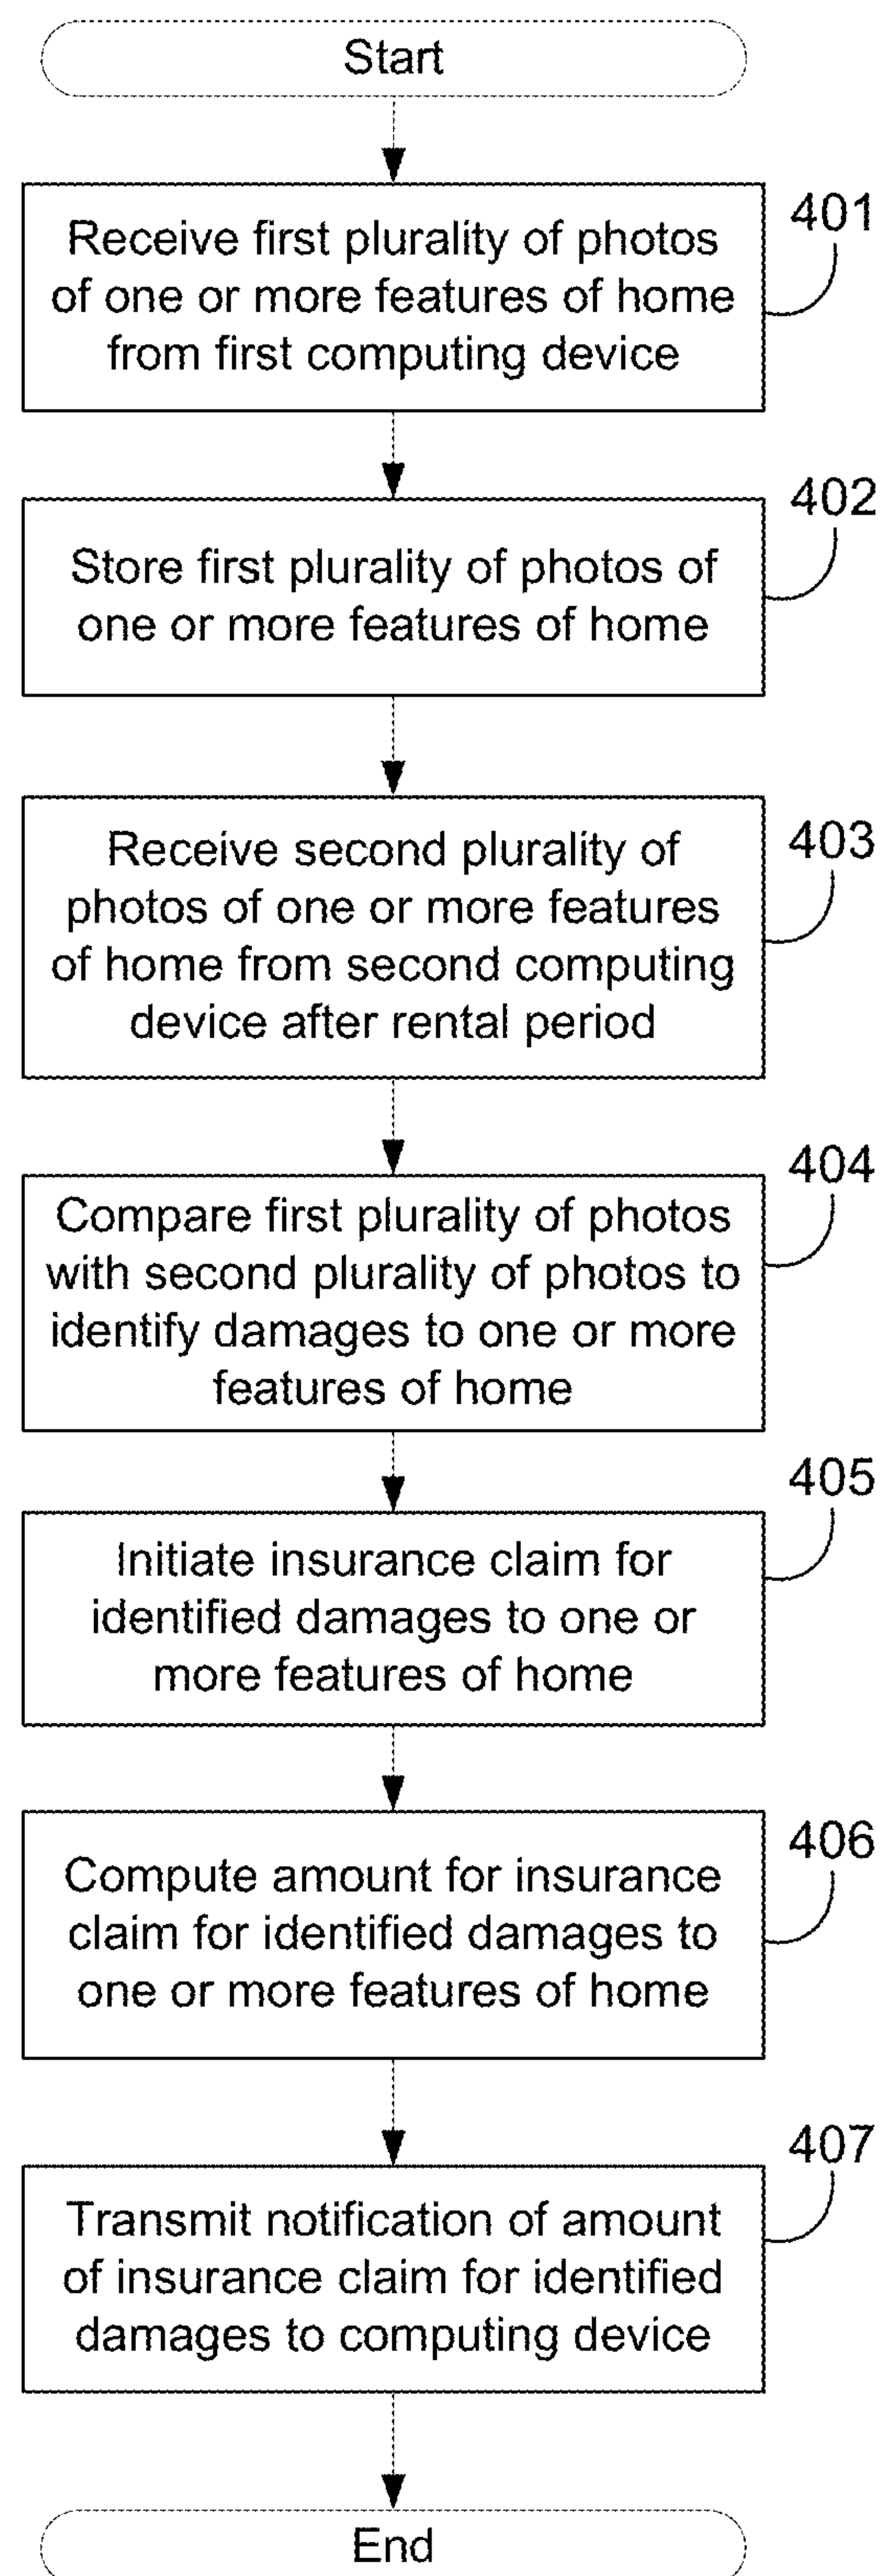 Start
401
Receive first plurality of photos
of one or more features of home
from first computing device
402
Store first plurality of photos of
one or more features of home
403
Receive second plurality of
photos of one or more features
of home from second computing
device after rental period
404
Compare first plurality of photos
with second plurality of photos to
identify damages to one or more
features of home
405
Initiate insurance claim for
identified damages to one or
more features of home
406
Compute amount for insurance
claim for identified damages to
one or more features of home
407
Transmit notification of amount
of insurance claim for identified
damages to computing device
End